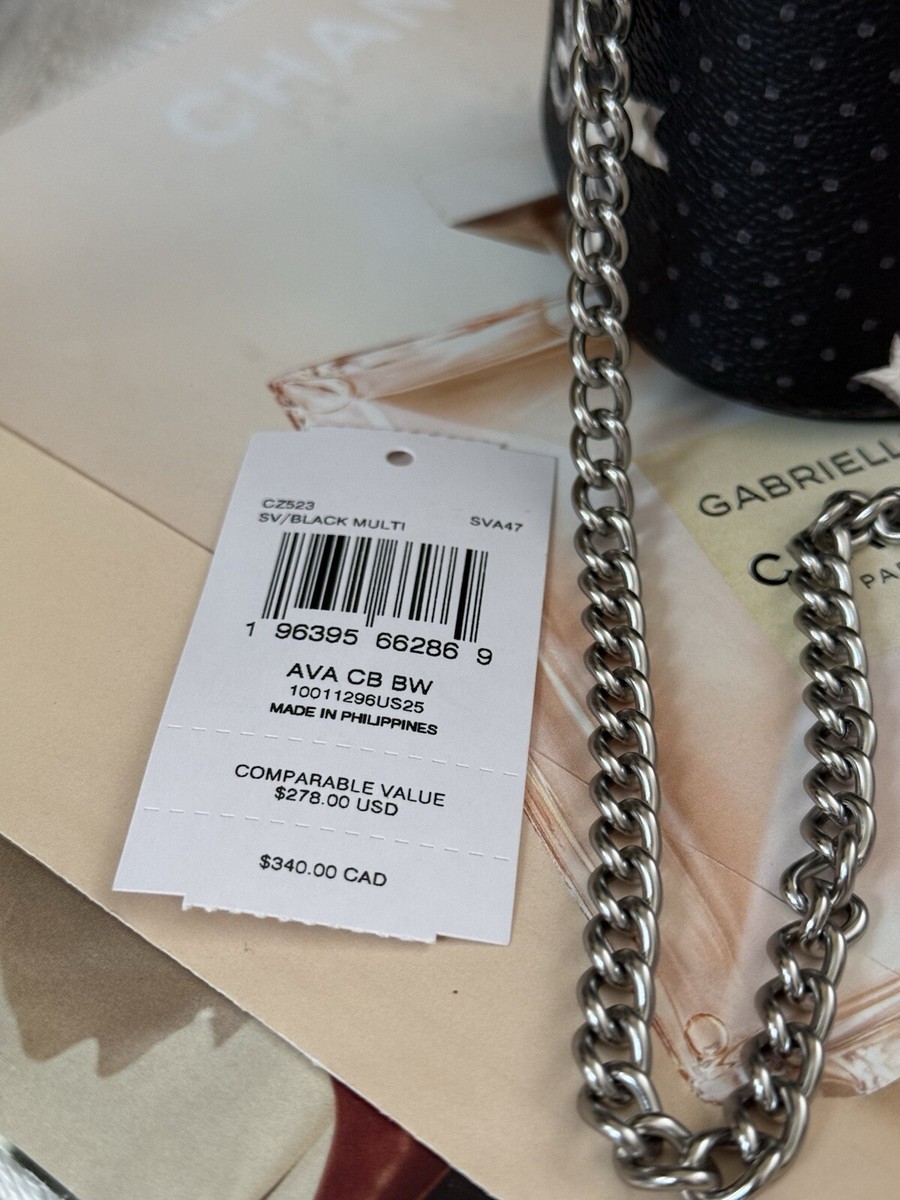 CHAN
CZ523
SV/BLACK MULTI SVA47
1 96395 66286 9
AVA CB BW
10011296US25
MADE IN PHILIPPINES
COMPARABLE VALUE
$278.00 USD
$340.00 CAD
GABRIELL
C
PA